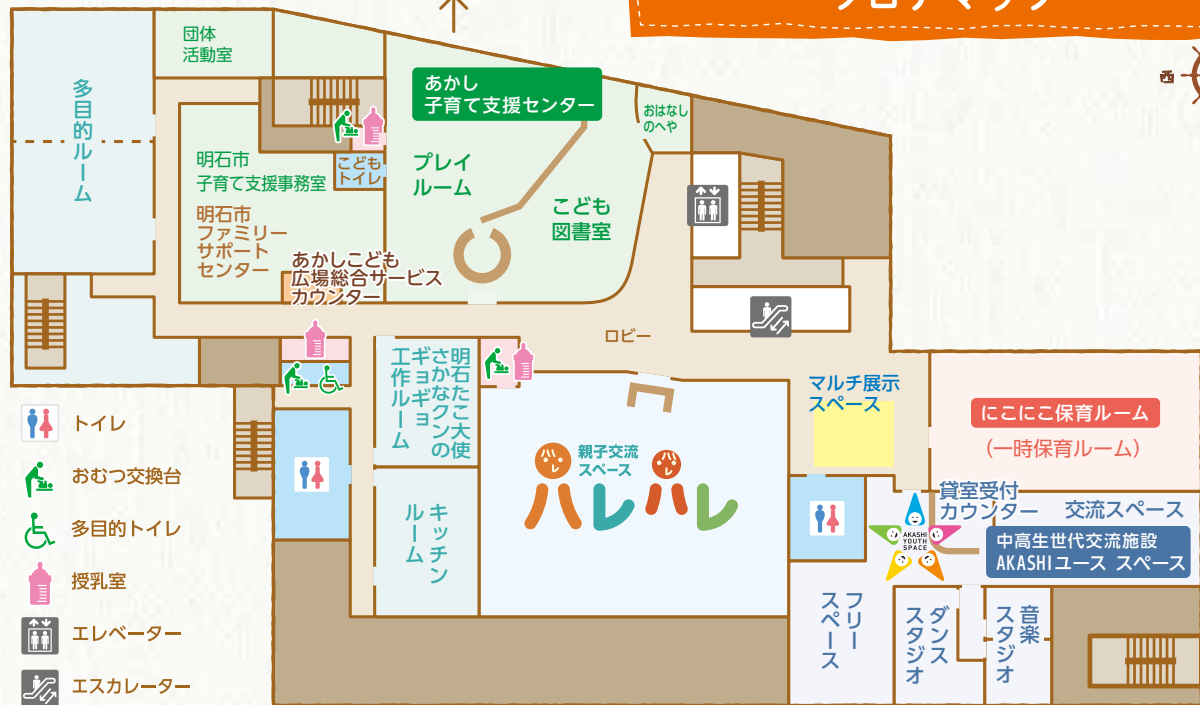 フロアマップ
西
団体
活動室
多目的ルーム
あかし
子育て支援センター
おはなし
のへや
明石市
子育て支援事務室
こども
トイレ
プレイ
ルーム
こども
図書室
明石市
ファミリー
サポート
センター
あかしこども
広場総合サービス
カウンター
ロビー
明石たこ大使
さかなクンの
ギョギョ
工作ルーム
マルチ展示
スペース
にこにこ保育ルーム
(一時保育ルーム)
親子交流
スペース
ハレハレ
キッチン
ルーム
貸室受付
カウンター
交流スペース
AKASHI
YOUTH
SPACE
中高生世代交流施設
AKASHIユース スペース
フリー
スペース
ダンス
スタジオ
音楽
スタジオ
トイレ
おむつ交換台
多目的トイレ
授乳室
エレベーター
エスカレーター